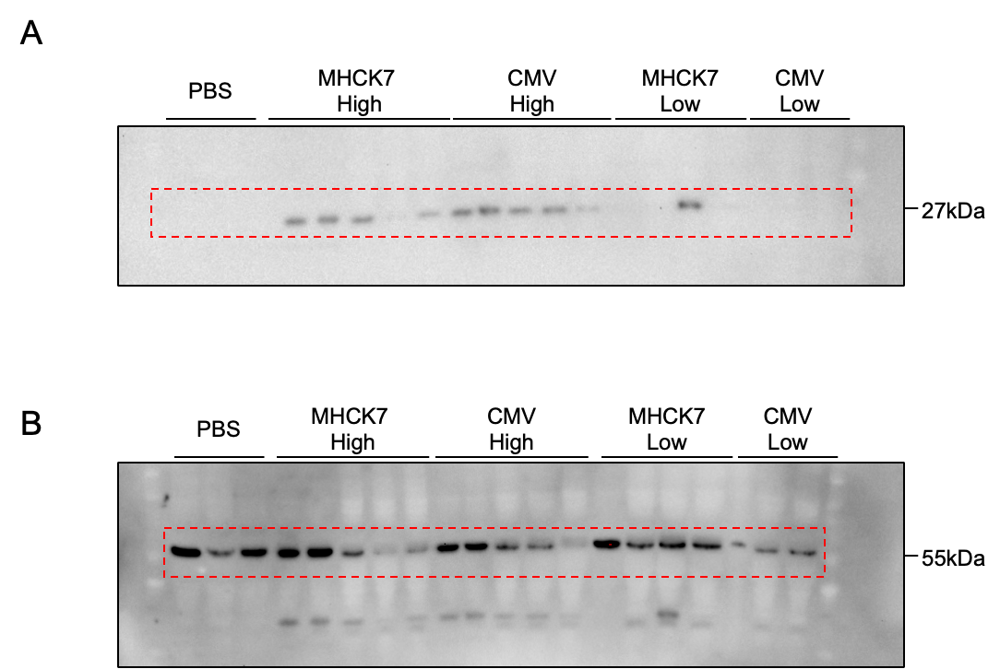 A
PBS
MHCK7
High
CMV
High
MHCK7
Low
CMV
Low
27kDa
B
PBS
MHCK7
High
CMV
High
MHCK7
Low
CMV
Low
55kDa